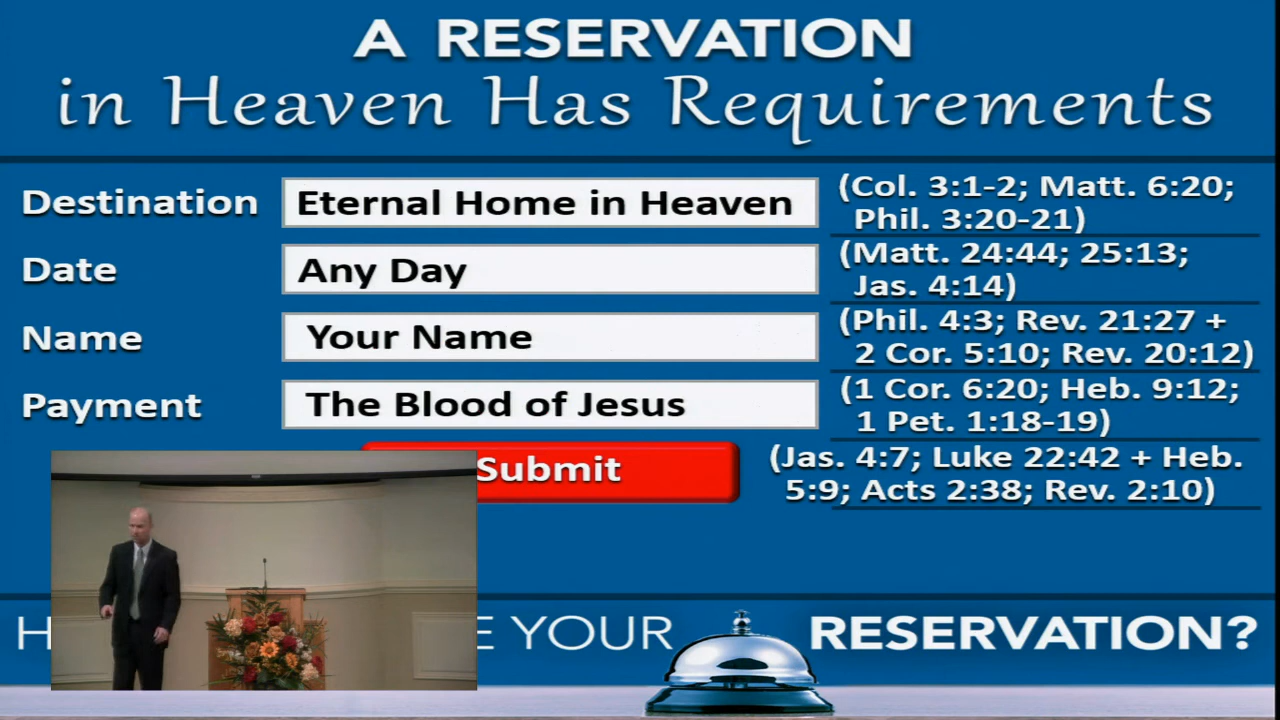 A RESERVATION
in Heaven Has Requirements
Destination Eternal Home in Heaven (Col. 3:1-2; Matt. 6:20;
Phil. 3:20-21)
Date Any Day (Matt. 24:44; 25:13;
Jas. 4:14)
Name Your Name (Phil. 4:3; Rev. 21:27 +
2 Cor. 5:10; Rev. 20:12)
Payment The Blood of Jesus (1 Cor. 6:20; Heb. 9:12;
1 Pet. 1:18-19)
Submit (Jas. 4:7; Luke 22:42 + Heb.
5:9; Acts 2:38; Rev. 2:10)
YOUR RESERVATION?